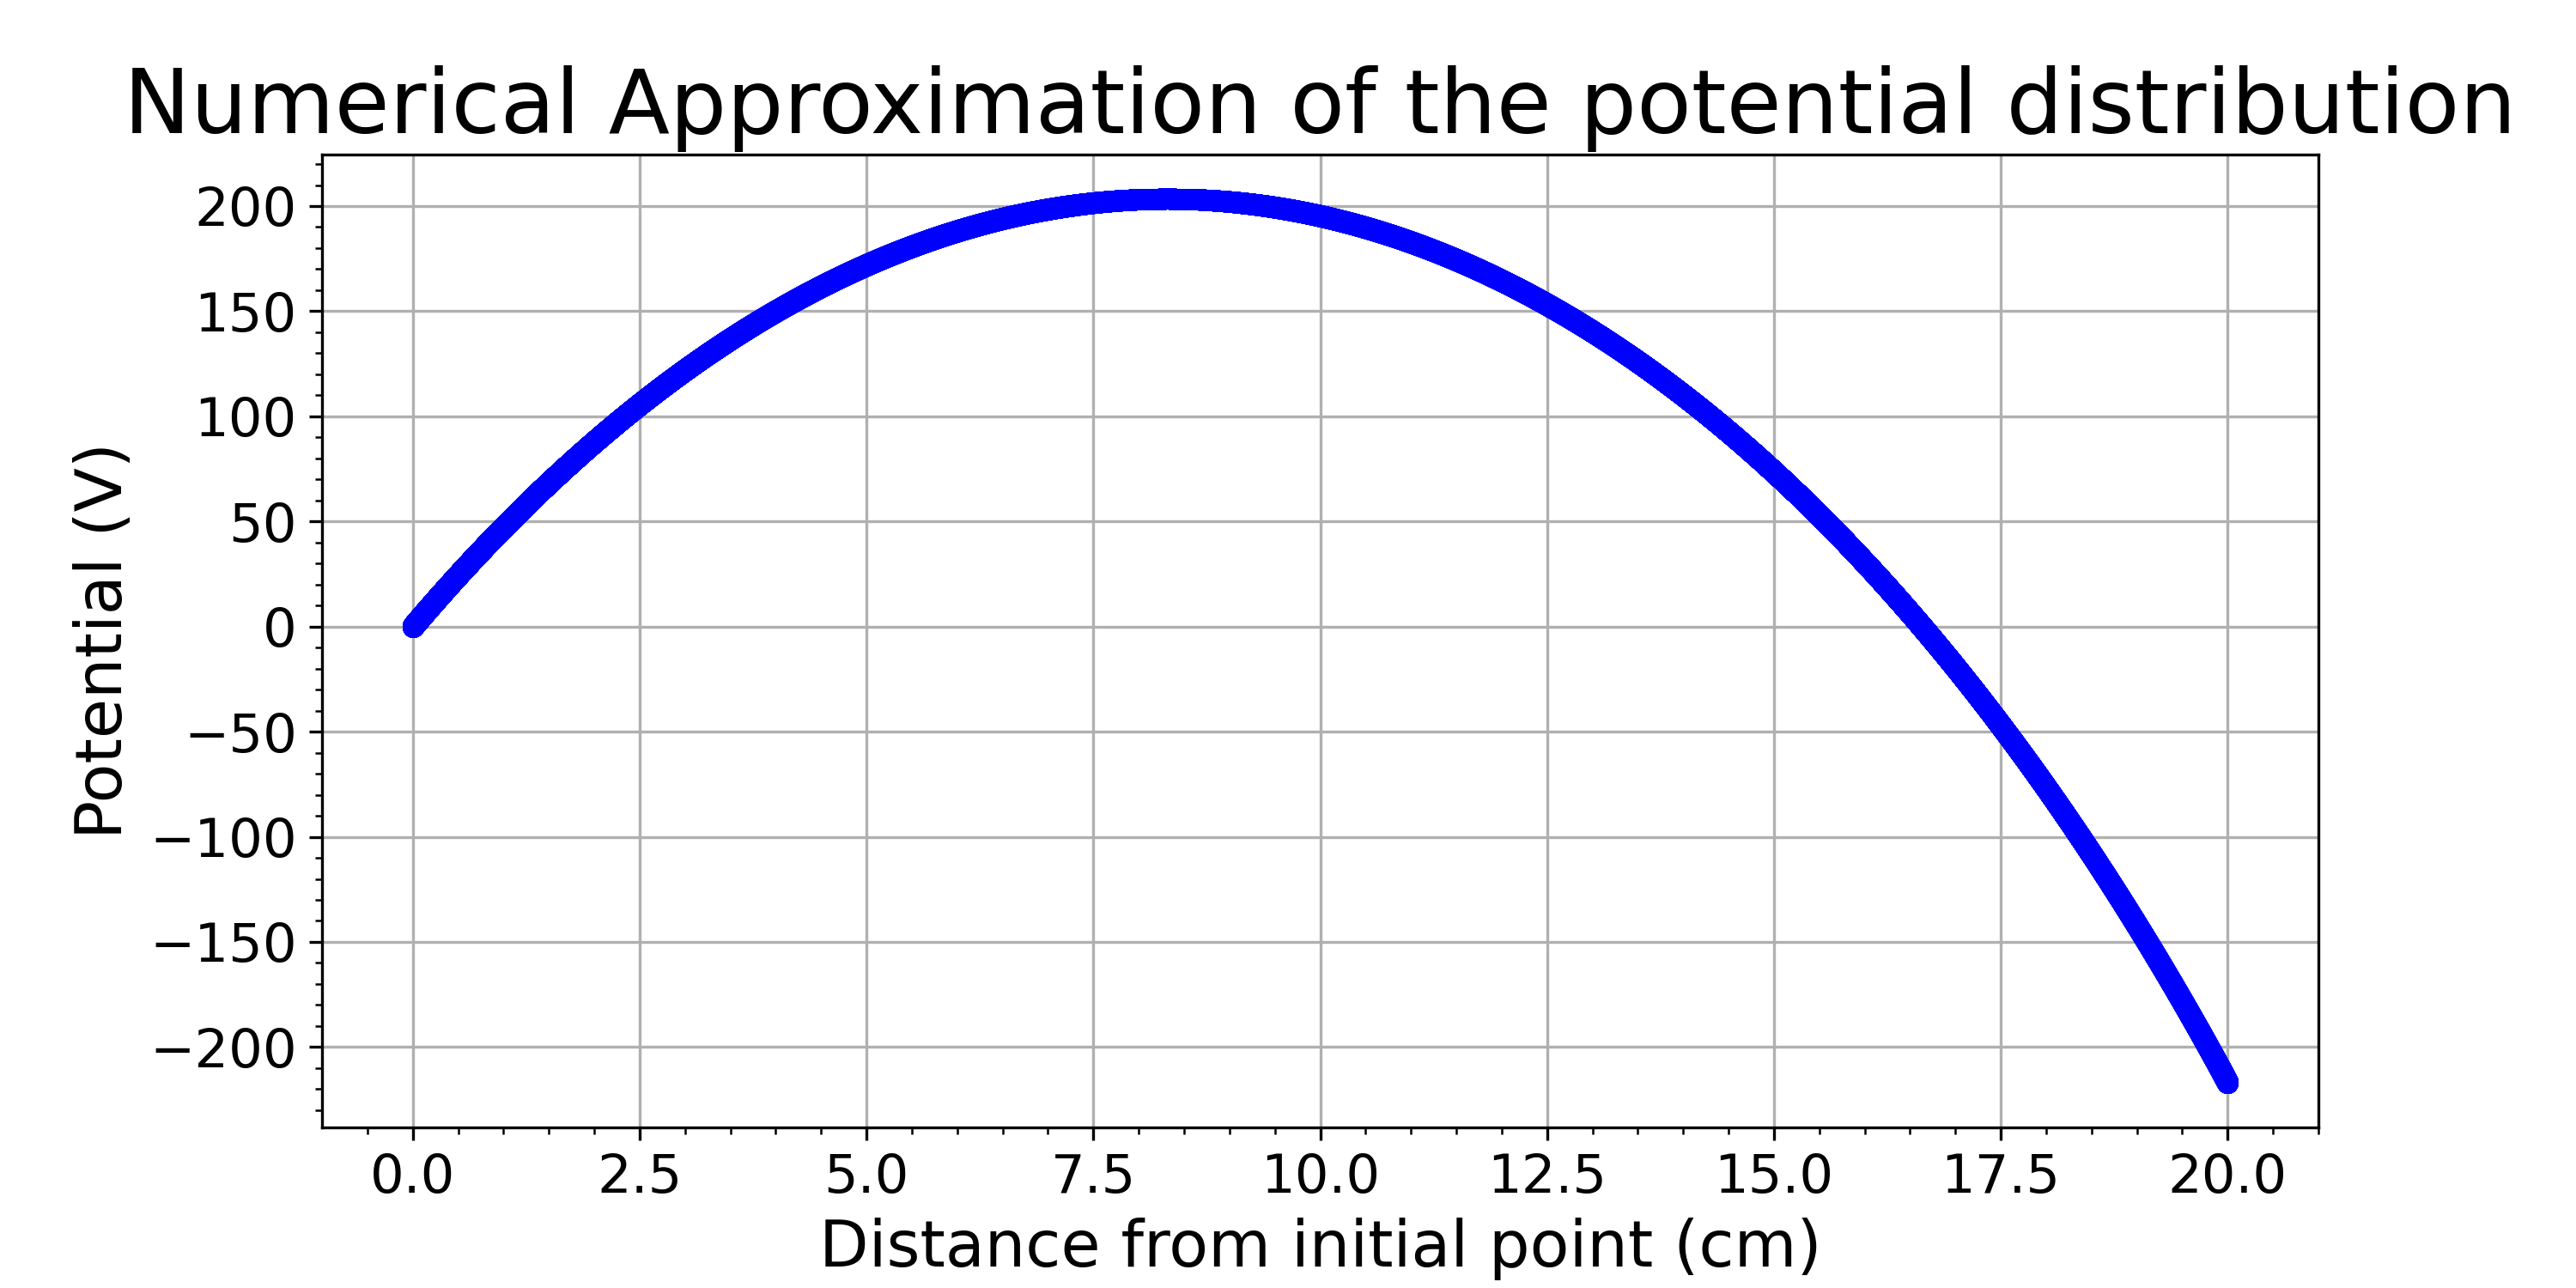 Numerical Approximation of the potential distribution
200
150
100
50
0
−50
−100
−150
−200
Potential (V)
0.0 2.5 5.0 7.5 10.0 12.5 15.0 17.5 20.0
Distance from initial point (cm)